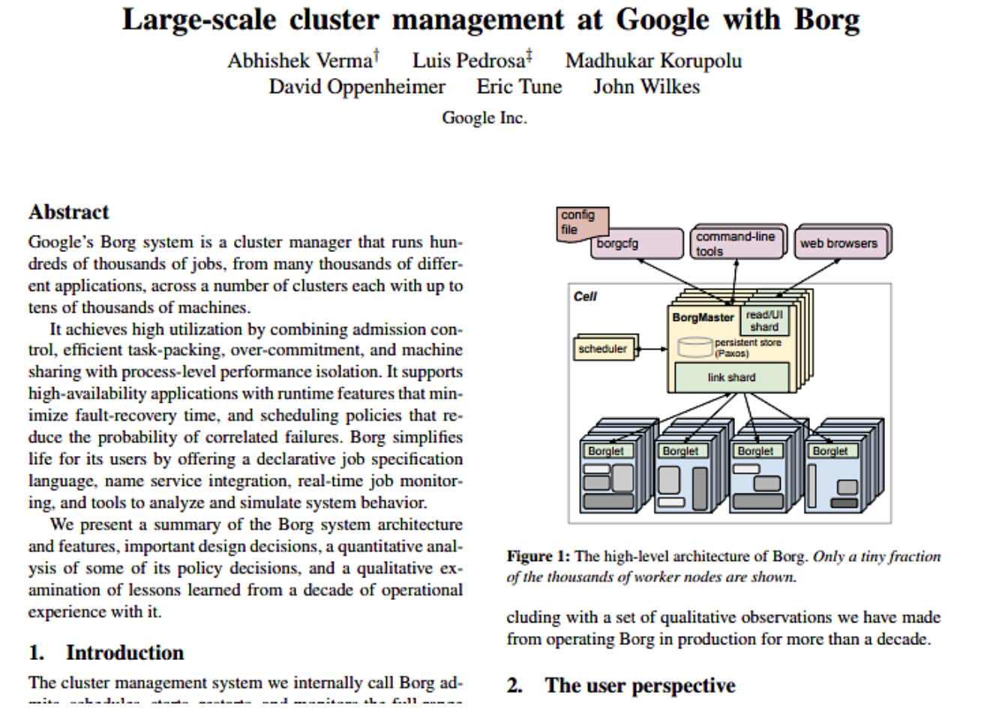 Large-scale cluster management at Google with Borg
Abhishek Verma† Luis Pedrosa‡ Madhukar Korupolu
David Oppenheimer Eric Tune John Wilkes
Google Inc.
Abstract
Google's Borg system is a cluster manager that runs hun-
dreds of thousands of jobs, from many thousands of differ-
ent applications, across a number of clusters each with up to
tens of thousands of machines.
It achieves high utilization by combining admission con-
trol, efficient task-packing, over-commitment, and machine
sharing with process-level performance isolation. It supports
high-availability applications with runtime features that min-
imize fault-recovery time, and scheduling policies that re-
duce the probability of correlated failures. Borg simplifies
life for its users by offering a declarative job specification
language, name service integration, real-time job monitor-
ing, and tools to analyze and simulate system behavior.
We present a summary of the Borg system architecture
and features, important design decisions, a quantitative anal-
ysis of some of its policy decisions, and a qualitative ex-
amination of lessons learned from a decade of operational
experience with it.
1. Introduction
The cluster management system we internally call Borg ad-
mits, schedules, starts, restarts, and monitors the full range
config
file
borgcfg
command-line
tools
web browsers
Cell
BorgMaster
read/UI
shard
persistent store
(Paxos)
scheduler
link shard
Borglet
Borglet
Borglet
Borglet
Figure 1: The high-level architecture of Borg. Only a tiny fraction
of the thousands of worker nodes are shown.
cluding with a set of qualitative observations we have made
from operating Borg in production for more than a decade.
2. The user perspective